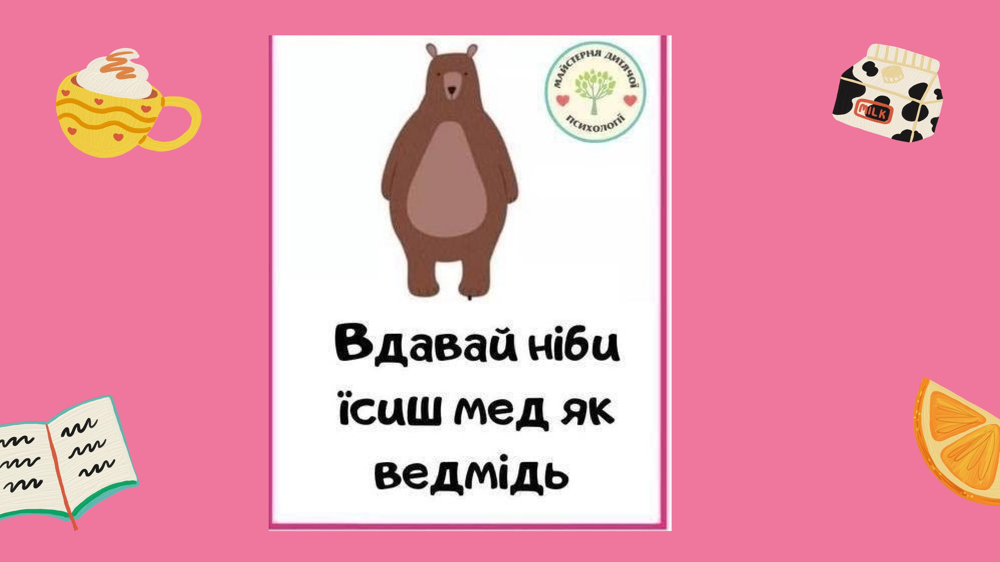 МАЙСТЕРНЯ ДИТЯЧОЇ
ПСИХОЛОГІЇ
MILK
Вдавай ніби
їсиш мед як
ведмідь